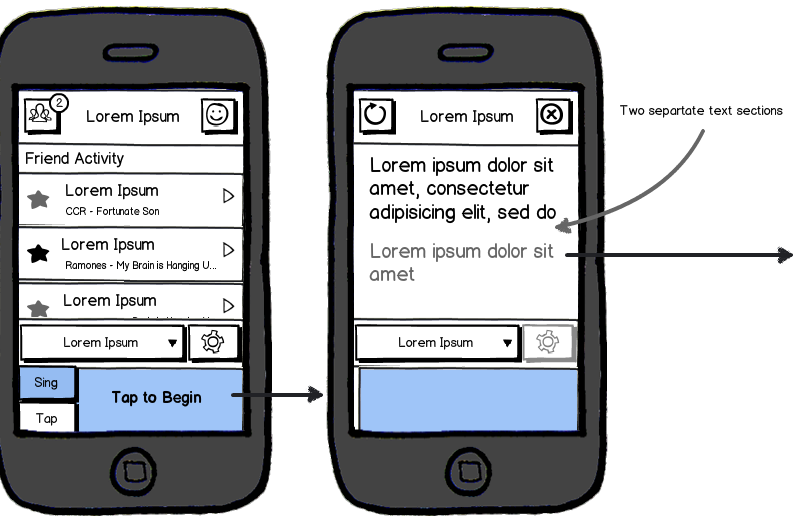 2
Lorem Ipsum
Friend Activity
Lorem Ipsum
CCR - Fortunate Son
Lorem Ipsum
Ramones - My Brain is Hanging U...
Lorem Ipsum
Lorem Ipsum
Sing
Tap to Begin
Tap
Lorem Ipsum
Lorem ipsum dolor sit
amet, consectetur
adipisicing elit, sed do
Lorem ipsum dolor sit
amet
Lorem Ipsum
Two separtate text sections